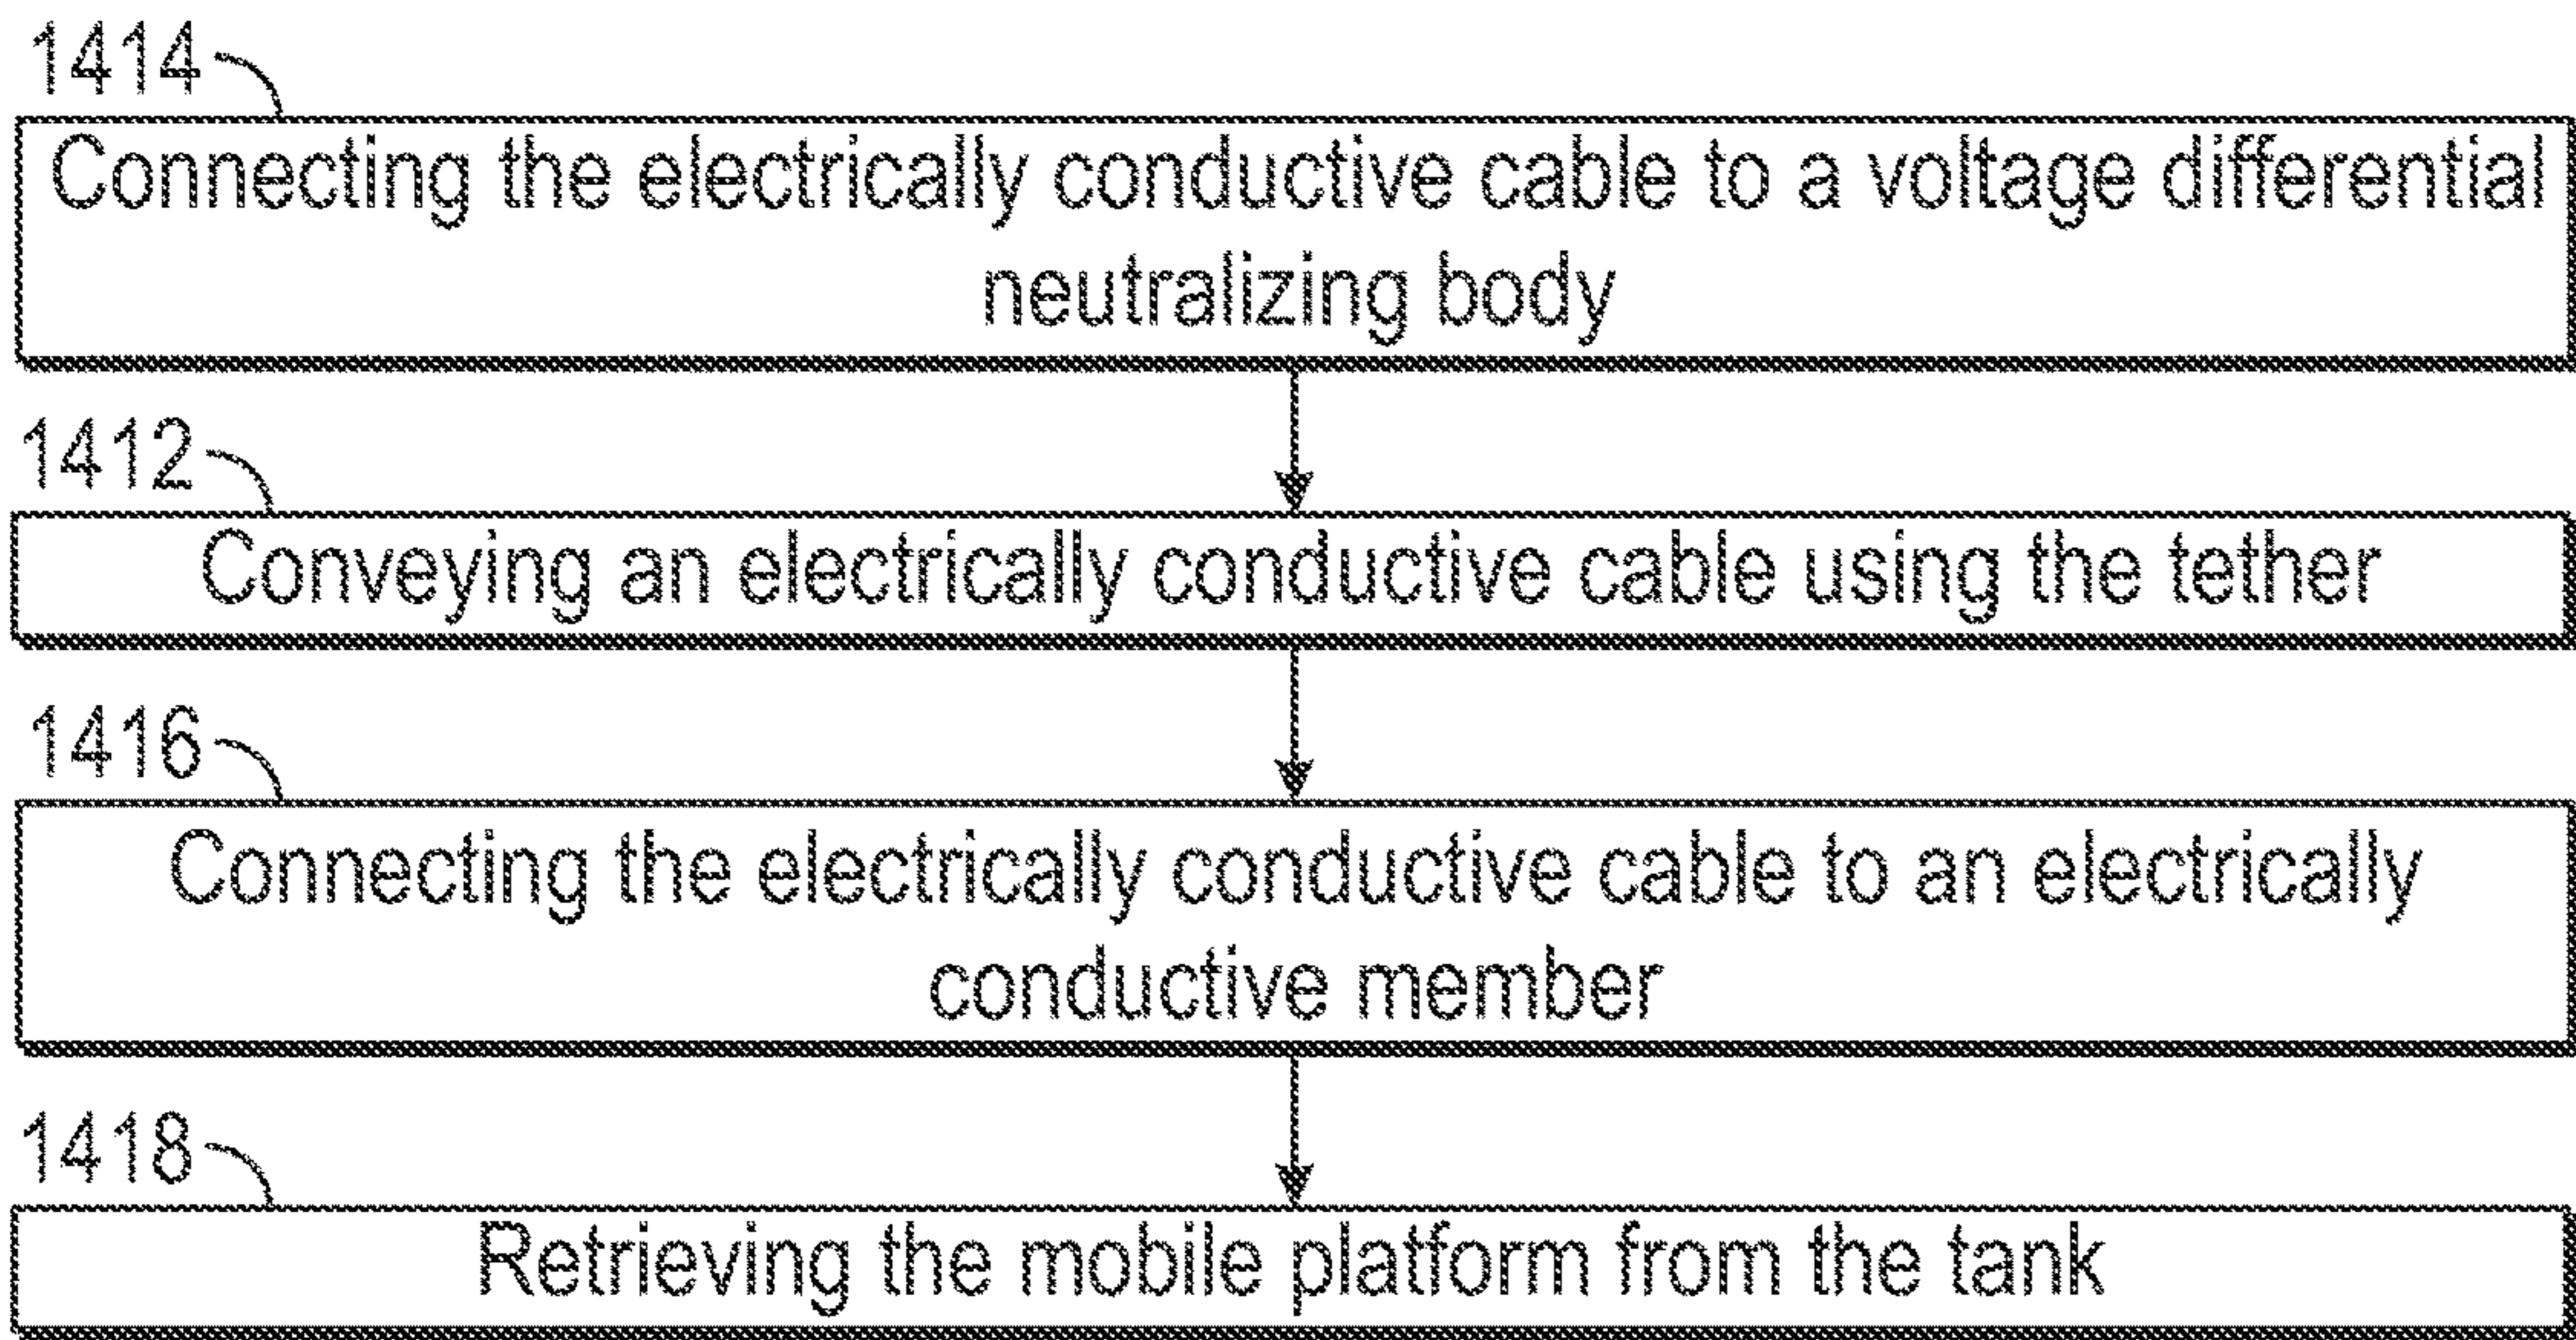 1414
Connecting the electrically conductive cable to a voltage differential
neutralizing body
1412
Conveying an electrically conductive cable using the tether
1416
Connecting the electrically conductive cable to an electrically
conductive member
1418
Retrieving the mobile platform from the tank